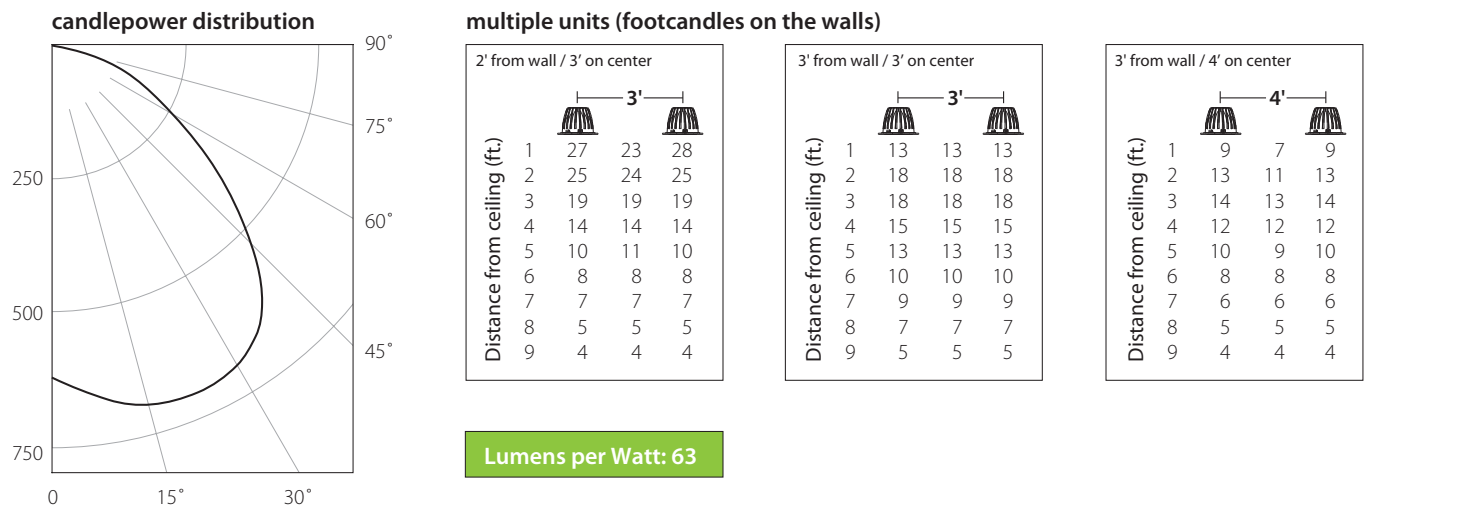 candlepower distribution
90˚
75˚
60˚
45˚
250
500
750
0 15˚ 30˚
multiple units (footcandles on the walls)
2' from wall / 3’ on center
3'
Distance from ceiling (ft.)
1 27 23 28
2 25 24 25
3 19 19 19
4 14 14 14
5 10 11 10
6 8 8 8
7 7 7 7
8 5 5 5
9 4 4 4
3' from wall / 3’ on center
3'
Distance from ceiling (ft.)
1 13 13 13
2 18 18 18
3 18 18 18
4 15 15 15
5 13 13 13
6 10 10 10
7 9 9 9
8 7 7 7
9 5 5 5
3' from wall / 4’ on center
4'
Distance from ceiling (ft.)
1 9 7 9
2 13 11 13
3 14 13 14
4 12 12 12
5 10 9 10
6 8 8 8
7 6 6 6
8 5 5 5
9 4 4 4
Lumens per Watt: 63